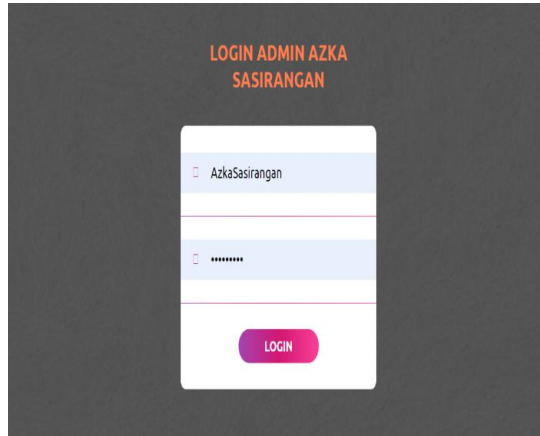 LOGIN ADMIN AZKA
SASIRANGAN
AzkaSasirangan
•••••••••
LOGIN